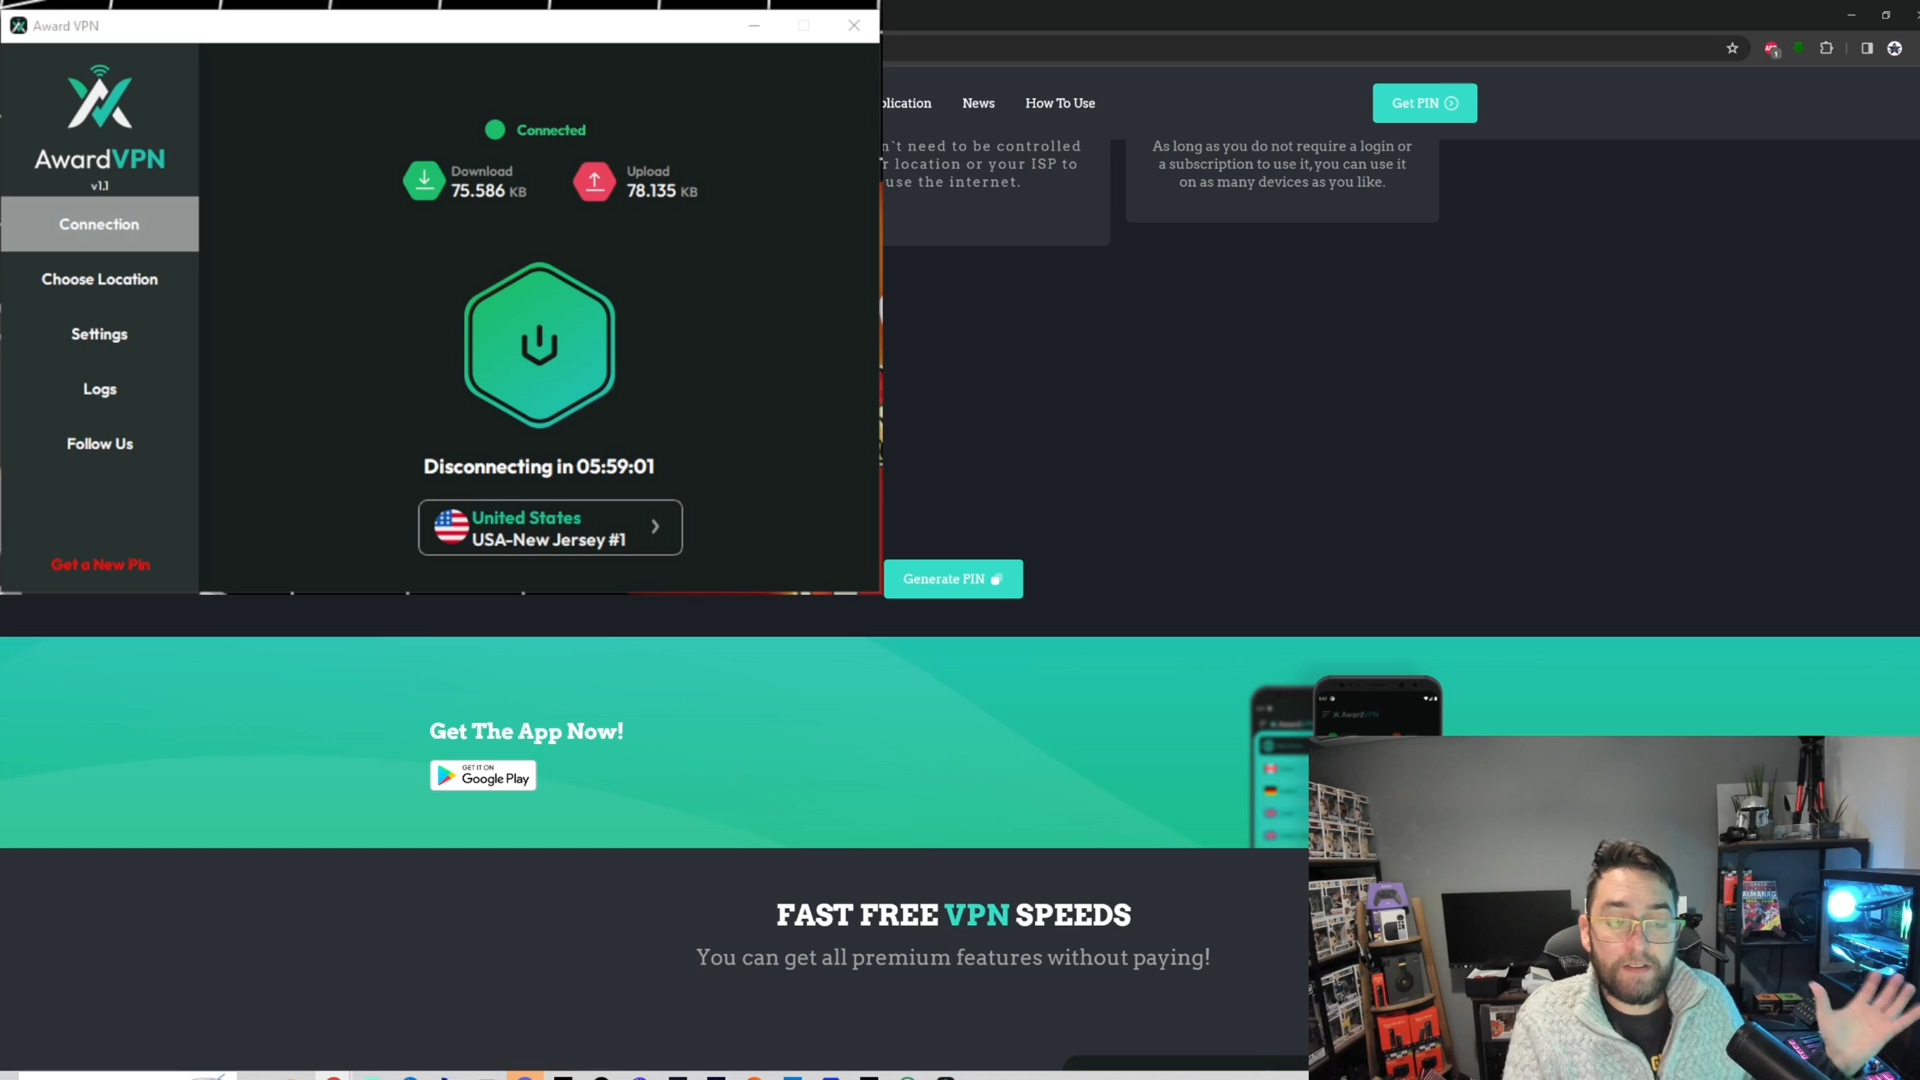 Award VPN
AwardVPN
v1.1
Connection
Choose Location
Settings
Logs
Follow Us
Get a New Pin
Connected
Download
75.586 KB
Upload
78.135 KB
Disconnecting in 05:59:01
United States
USA-New Jersey #1
plication
News
How To Use
Get PIN
n`t need to be controlled
r location or your ISP to
use the internet.
As long as you do not require a login or
a subscription to use it, you can use it
on as many devices as you like.
Generate PIN
Get The App Now!
GET IT ON
Google Play
AwardVPN
FAST FREE VPN SPEEDS
You can get all premium features without paying!
ALMANAC